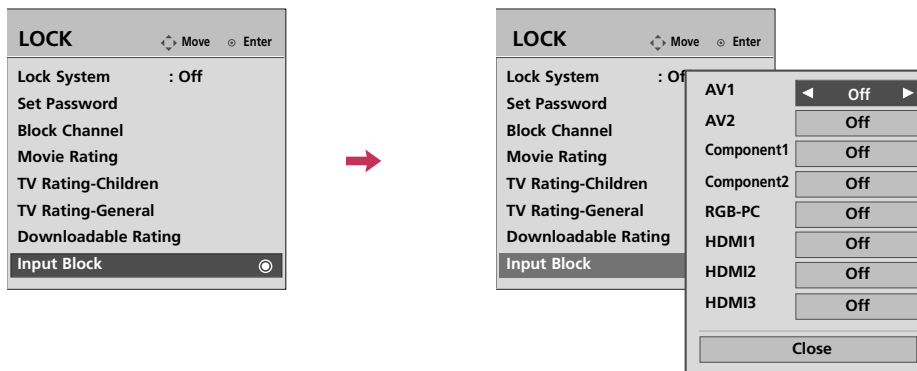 LOCK Move Enter
Lock System : Off
Set Password
Block Channel
Movie Rating
TV Rating-Children
TV Rating-General
Downloadable Rating
Input Block
LOCK Move Enter
Lock System : Of
Set Password
Block Channel
Movie Rating
TV Rating-Children
TV Rating-General
Downloadable Rating
Input Block
AV1 Off
AV2 Off
Component1 Off
Component2 Off
RGB-PC Off
HDMI1 Off
HDMI2 Off
HDMI3 Off
Close